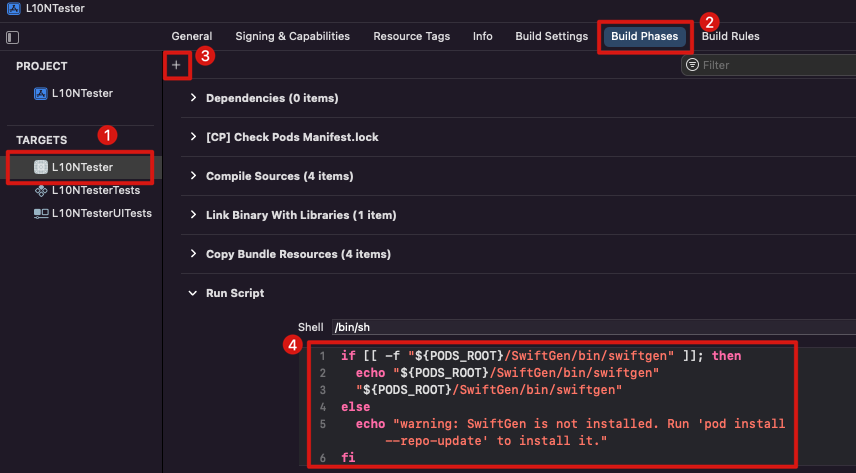 L10NTester
General Signing & Capabilities Resource Tags Info Build Settings Build Phases 2 Build Rules
PROJECT
+ 3
Filter
L10NTester
Dependencies (0 items)
TARGETS 1
[CP] Check Pods Manifest.lock
L10NTester
Compile Sources (4 items)
L10NTesterTests
L10NTesterUITests
Link Binary With Libraries (1 item)
Copy Bundle Resources (4 items)
Run Script
Shell /bin/sh
4
1 if [[ -f "${PODS_ROOT}/SwiftGen/bin/swiftgen" ]]; then
2 echo "${PODS_ROOT}/SwiftGen/bin/swiftgen"
3 "${PODS_ROOT}/SwiftGen/bin/swiftgen"
4 else
5 echo "warning: SwiftGen is not installed. Run 'pod install
--repo-update' to install it."
6 fi